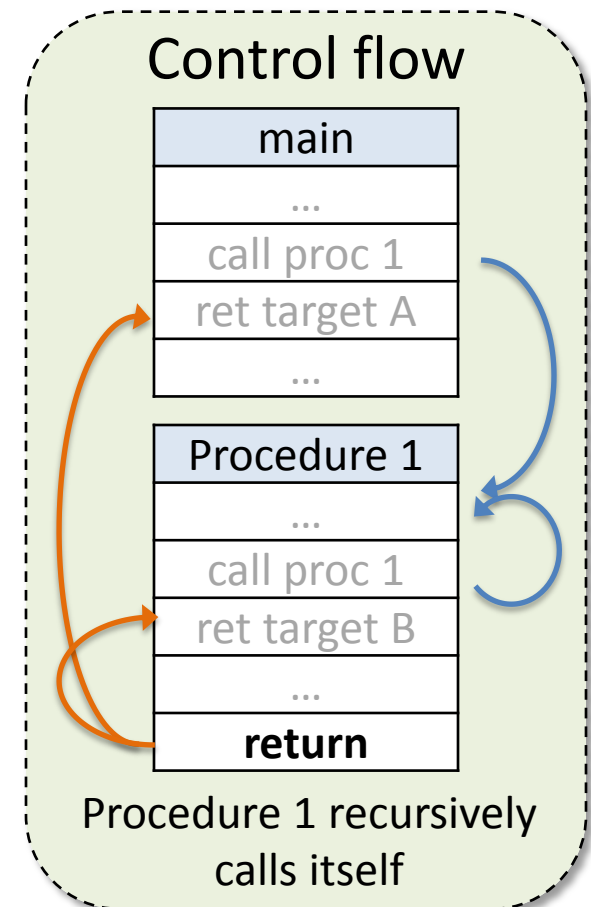 Control flow
main
...
call proc 1
ret target A
...
Procedure 1
...
call proc 1
ret target B
...
return
Procedure 1 recursively
calls itself